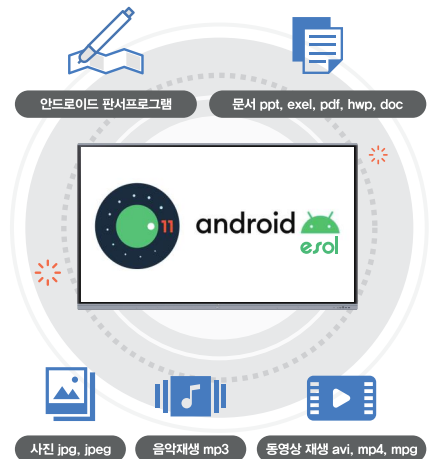 안드로이드 판서프로그램
문서 ppt, exel, pdf, hwp, doc
11
android
esol
사진 jpg, jpeg
음악재생 mp3
동영상 재생 avi, mp4, mpg